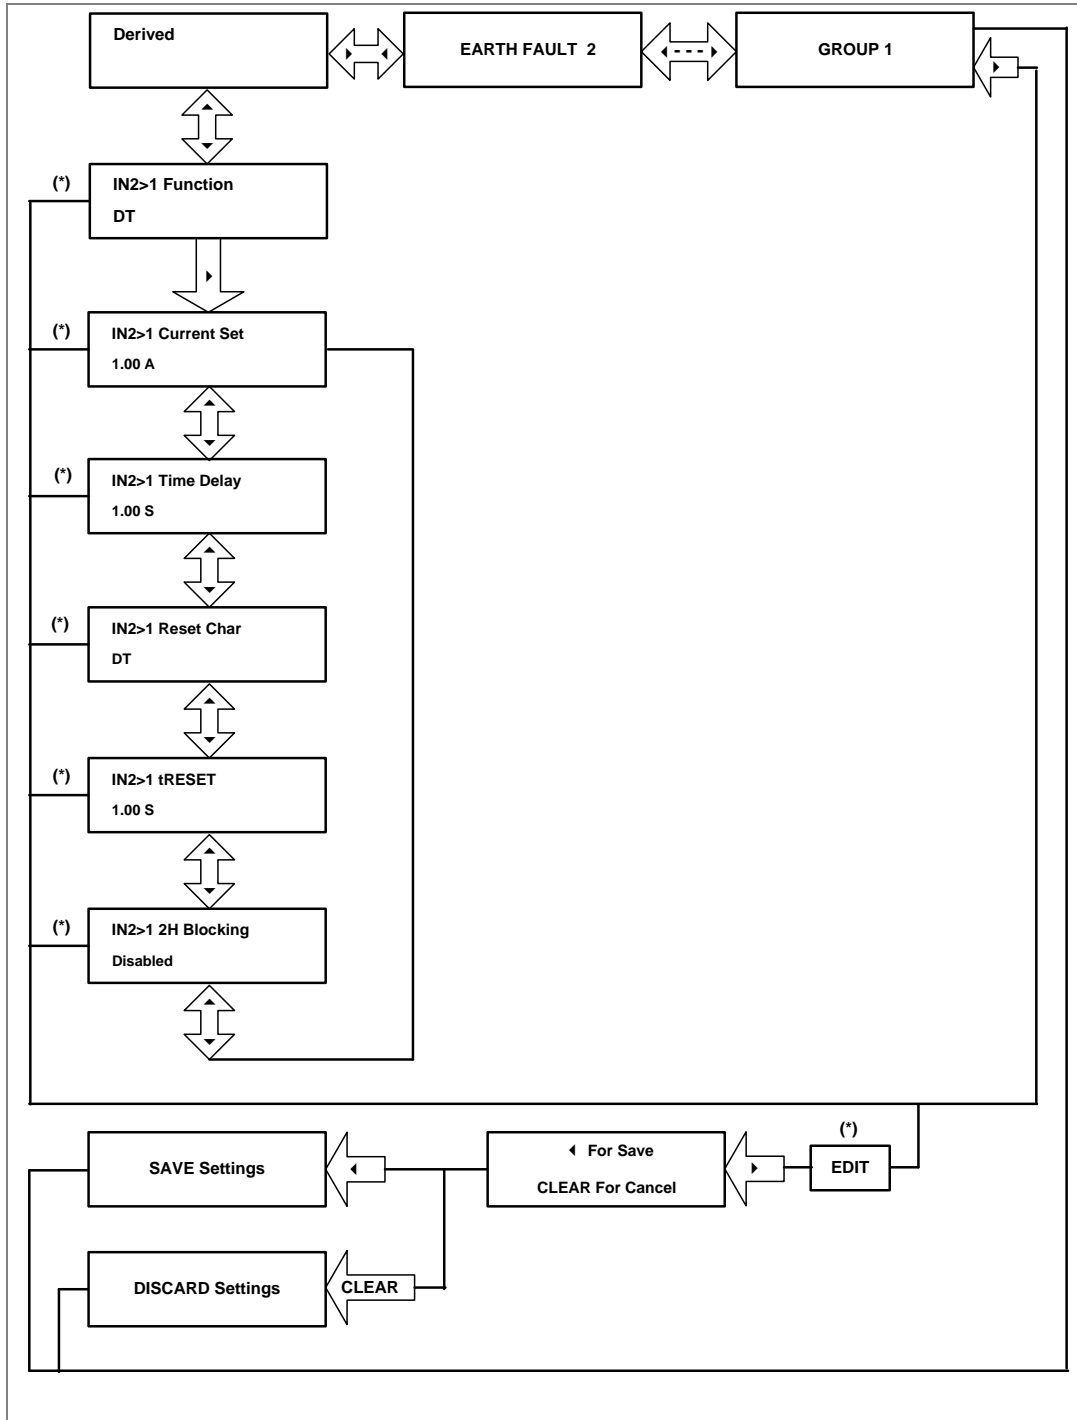 Derived
EARTH FAULT 2
GROUP 1
(*)
IN2>1 Function
DT
(*)
IN2>1 Current Set
1.00 A
(*)
IN2>1 Time Delay
1.00 S
(*)
IN2>1 Reset Char
DT
(*)
IN2>1 tRESET
1.00 S
(*)
IN2>1 2H Blocking
Disabled
SAVE Settings
For Save
CLEAR For Cancel
(*)
EDIT
DISCARD Settings
CLEAR